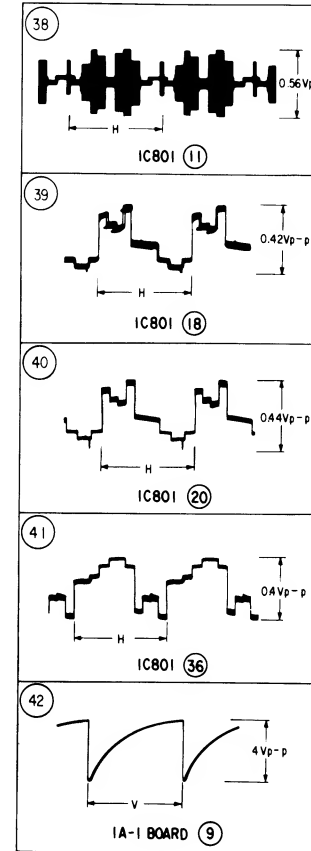 38
0.56Vp
H
IC801 11
39
0.42Vp-p
H
IC801 18
40
0.44Vp-p
H
IC801 20
41
0.4Vp-p
H
IC801 36
42
4Vp-p
V
1A-1 BOARD 9